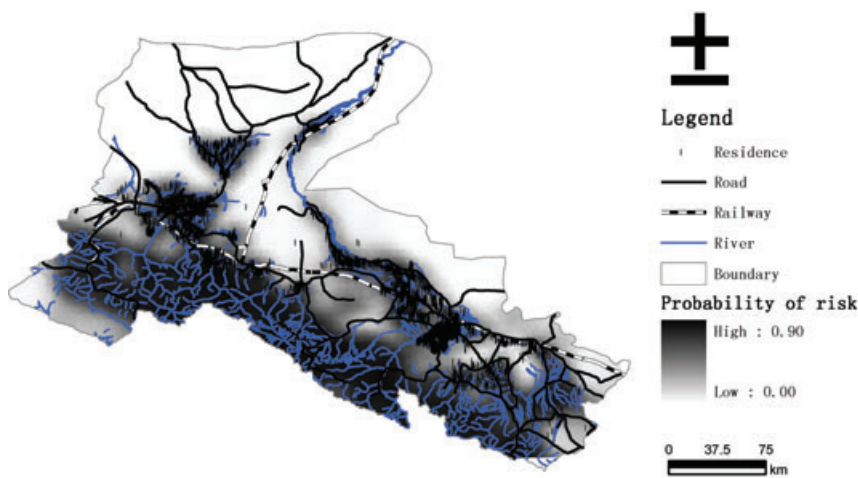 Legend
Residence
Road
Railway
River
Boundary
Probability of risk
High : 0.90
Low : 0.00
0 37.5 75
km